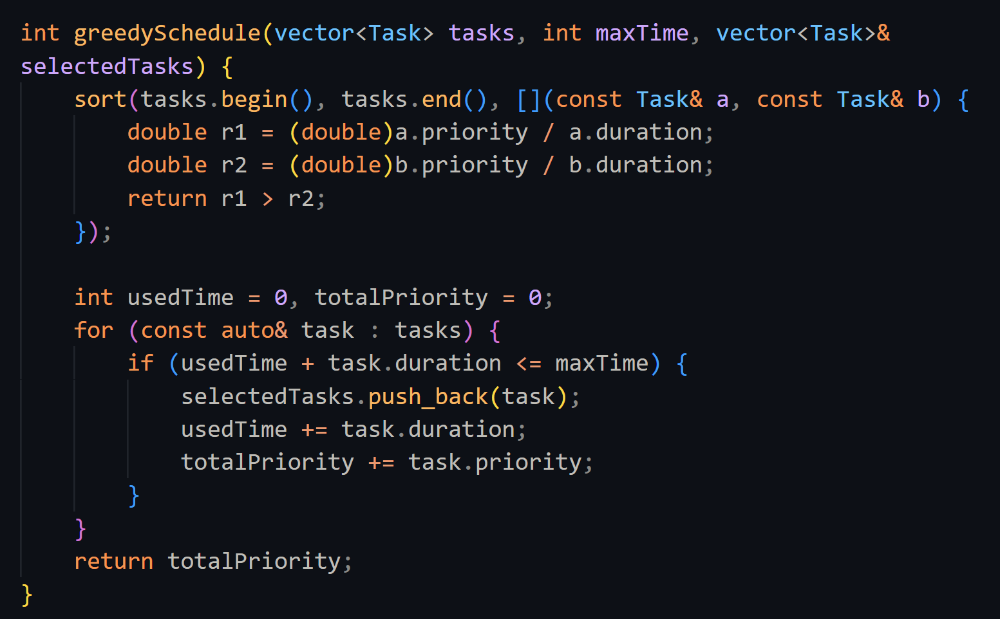 int greedySchedule(vector<Task> tasks, int maxTime, vector<Task>&
selectedTasks) {
    sort(tasks.begin(), tasks.end(), [](const Task& a, const Task& b) {
        double r1 = (double)a.priority / a.duration;
        double r2 = (double)b.priority / b.duration;
        return r1 > r2;
    });

    int usedTime = 0, totalPriority = 0;
    for (const auto& task : tasks) {
        if (usedTime + task.duration <= maxTime) {
            selectedTasks.push_back(task);
            usedTime += task.duration;
            totalPriority += task.priority;
        }
    }
    return totalPriority;
}